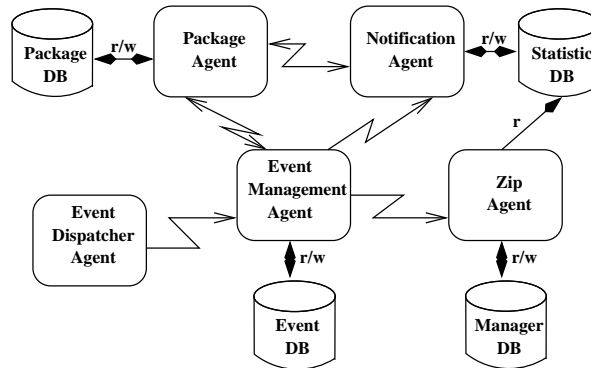 Package
DB
r/w
Package
Agent
Notification
Agent
r/w
Statistic
DB
r
Event
Management
Agent
Zip
Agent
Event
Dispatcher
Agent
r/w
r/w
Event
DB
Manager
DB